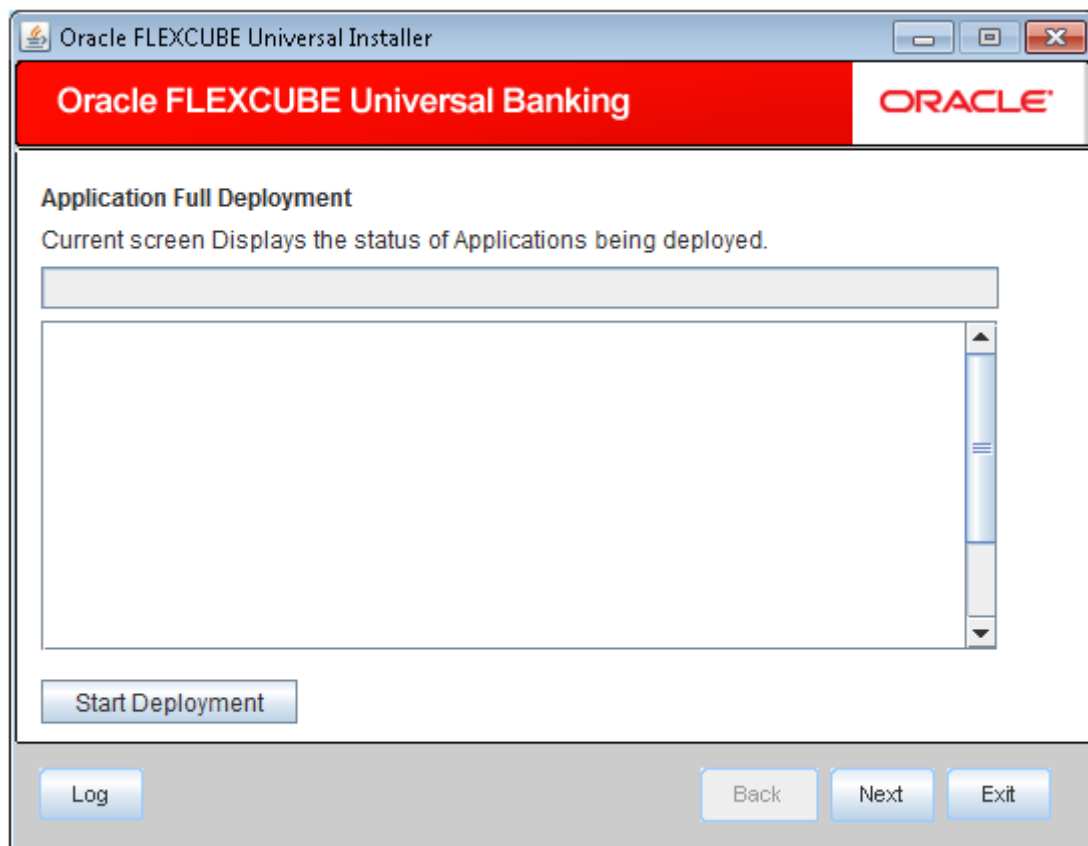 Oracle FLEXCUBE Universal Installer
Oracle FLEXCUBE Universal Banking
ORACLE
Application Full Deployment
Current screen Displays the status of Applications being deployed.
Start Deployment
Log
Back
Next
Exit